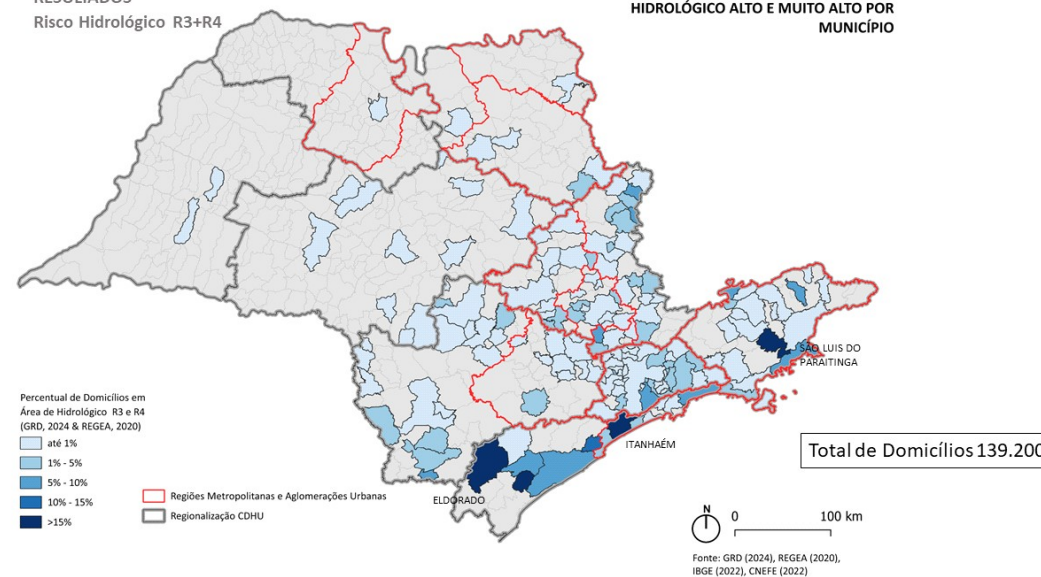 RESULTADOS
Risco Hidrológico R3+R4
HIDROLÓGICO ALTO E MUITO ALTO POR
MUNICÍPIO
SÃO LUIS DO
PARAITINGA
ITANHAÉM
ELDORADO
Total de Domicílios 139.200
Percentual de Domicílios em
Área de Hidrológico R3 e R4
(GRD, 2024 & REGEA, 2020)
até 1%
1% - 5%
5% - 10%
10% - 15%
>15%
Regiões Metropolitanas e Aglomerações Urbanas
Regionalização CDHU
N
0 100 km
Fonte: GRD (2024), REGEA (2020),
IBGE (2022), CNEFE (2022)